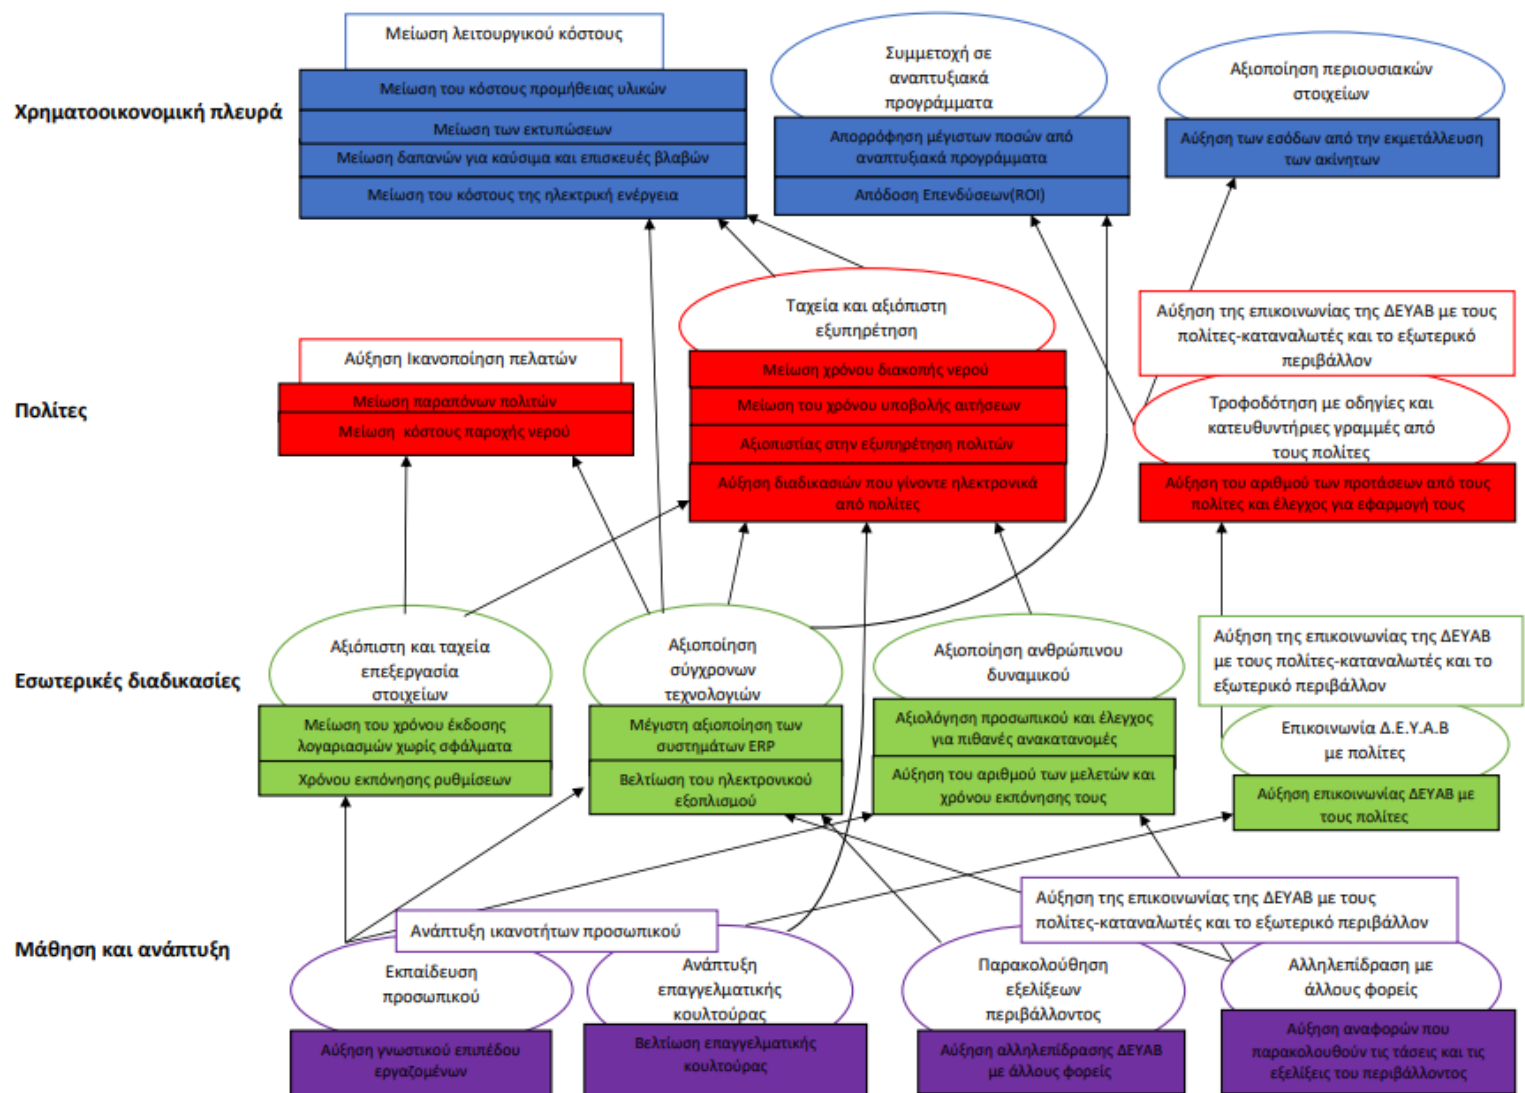 Μείωση λειτουργικού κόστους
Μείωση του κόστους προμήθειας υλικών
Μείωση των εκτυπώσεων
Μείωση δαπανών για καύσιμα και επισκευές βλαβών
Μείωση του κόστους της ηλεκτρική ενέργεια
Συμμετοχή σε
αναπτυξιακά
προγράμματα
Απορρόφηση μέγιστων ποσών από
αναπτυξιακά προγράμματα
Απόδοση Επενδύσεων(ROI)
Αξιοποίηση περιουσιακών
στοιχείων
Αύξηση των εσόδων από την εκμετάλλευση
των ακίνητων
Χρηματοοικονομική πλευρά
Πολίτες
Αύξηση Ικανοποίηση πελατών
Μείωση παραπόνων πολιτών
Μείωση κόστους παροχής νερού
Ταχεία και αξιόπιστη
εξυπηρέτηση
Μείωση χρόνου διακοπής νερού
Μείωση του χρόνου υποβολής αιτήσεων
Αξιοπιστίας στην εξυπηρέτηση πολιτών
Αύξηση διαδικασιών που γίνοντε ηλεκτρονικά
από πολίτες
Αύξηση της επικοινωνίας της ΔΕΥΑΒ με τους
πολίτες-καταναλωτές και το εξωτερικό
περιβάλλον
Τροφοδότηση με οδηγίες και
κατευθυντήριες γραμμές από
τους πολίτες
Αύξηση του αριθμού των προτάσεων από τους
πολίτες και έλεγχος για εφαρμογή τους
Εσωτερικές διαδικασίες
Αξιόπιστη και ταχεία
επεξεργασία
στοιχείων
Μείωση του χρόνου έκδοσης
λογαριασμών χωρίς σφάλματα
Χρόνου εκπόνησης ρυθμίσεων
Αξιοποίηση
σύγχρονων
τεχνολογιών
Μέγιστη αξιοποίηση των
συστημάτων ERP
Βελτίωση του ηλεκτρονικού
εξοπλισμού
Αξιοποίηση ανθρώπινου
δυναμικού
Αξιολόγηση προσωπικού και έλεγχος
για πιθανές ανακατανομές
Αύξηση του αριθμού των μελετών και
χρόνου εκπόνησης τους
Αύξηση της επικοινωνίας της ΔΕΥΑΒ
με τους πολίτες-καταναλωτές και το
εξωτερικό περιβάλλον
Επικοινωνία Δ.Ε.Υ.Α.Β
με πολίτες
Αύξηση επικοινωνίας ΔΕΥΑΒ με
τους πολίτες
Μάθηση και ανάπτυξη
Ανάπτυξη ικανοτήτων προσωπικού
Εκπαίδευση
προσωπικού
Αύξηση γνωστικού επιπέδου
εργαζομένων
Ανάπτυξη
επαγγελματικής
κουλτούρας
Βελτίωση επαγγελματικής
κουλτούρας
Αύξηση της επικοινωνίας της ΔΕΥΑΒ με τους
πολίτες-καταναλωτές και το εξωτερικό περιβάλλον
Παρακολούθηση
εξελίξεων
περιβάλλοντος
Αύξηση αλληλεπίδρασης ΔΕΥΑΒ
με άλλους φορείς
Αλληλεπίδραση με
άλλους φορείς
Αύξηση αναφορών που
παρακολουθούν τις τάσεις και τις
εξελίξεις του περιβάλλοντος